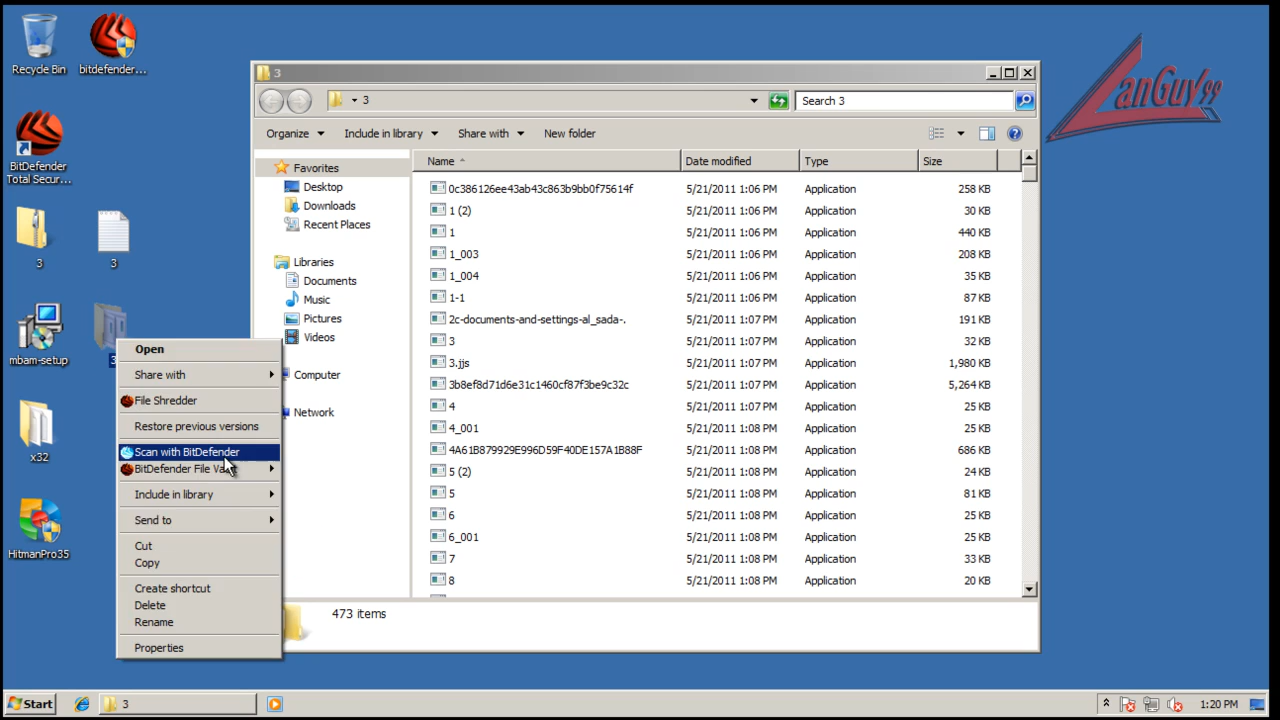 Recycle Bin
bitdefender...
BitDefender
Total Secur...
3
3
mbam-setup
x32
HitmanPro35
LanGuy99
3
3
Search 3
Organize
Include in library
Share with
New folder
Name
Date modified
Type
Size
Favorites
Desktop
Downloads
Recent Places
Libraries
Documents
Music
Pictures
Videos
Computer
Network
0c386126ee43ab43c863b9bb0f75614f 5/21/2011 1:06 PM Application 258 KB
1 (2) 5/21/2011 1:06 PM Application 30 KB
1 5/21/2011 1:06 PM Application 440 KB
1_003 5/21/2011 1:06 PM Application 208 KB
1_004 5/21/2011 1:06 PM Application 35 KB
1-1 5/21/2011 1:06 PM Application 87 KB
2c-documents-and-settings-al_sada-. 5/21/2011 1:06 PM Application 191 KB
3 5/21/2011 1:07 PM Application 32 KB
3.jjs 5/21/2011 1:07 PM Application 1,980 KB
3b8ef8d71d6e31c1460cf87f3be9c32c 5/21/2011 1:07 PM Application 5,264 KB
4 5/21/2011 1:07 PM Application 25 KB
4_001 5/21/2011 1:08 PM Application 25 KB
4A61B879929E996D59F40DE157A1B88F 5/21/2011 1:08 PM Application 686 KB
5 (2) 5/21/2011 1:08 PM Application 24 KB
5 5/21/2011 1:08 PM Application 81 KB
6 5/21/2011 1:08 PM Application 25 KB
6_001 5/21/2011 1:08 PM Application 25 KB
7 5/21/2011 1:08 PM Application 25 KB
8 5/21/2011 1:08 PM Application 20 KB
473 items
Open
Share with
File Shredder
Restore previous versions
Scan with BitDefender
BitDefender File
Include in library
Send to
Cut
Copy
Create shortcut
Delete
Rename
Properties
Start
3
1:20 PM